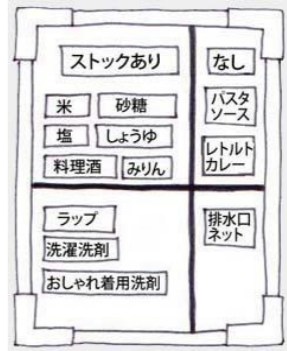 ストックあり
なし
米
砂糖
塩
しょうゆ
料理酒
みりん
パスタ
ソース
レトルト
カレー
ラップ
洗濯洗剤
おしゃれ着用洗剤
排水口
ネット